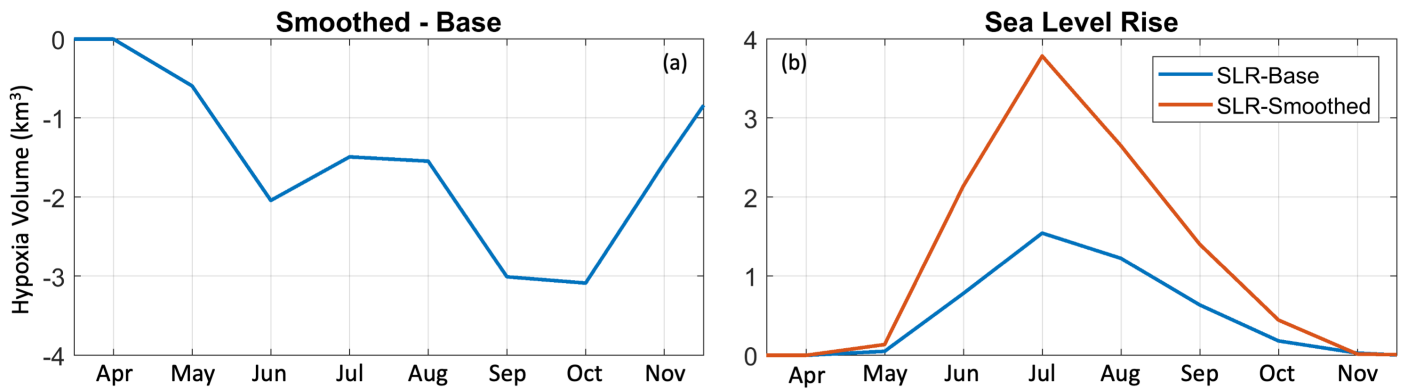 Smoothed - Base
Sea Level Rise
Hypoxia Volume (km³)
0
-1
-2
-3
-4
(a)
Apr May Jun Jul Aug Sep Oct Nov
4
3
2
1
0
(b)
SLR-Base
SLR-Smoothed
Apr May Jun Jul Aug Sep Oct Nov